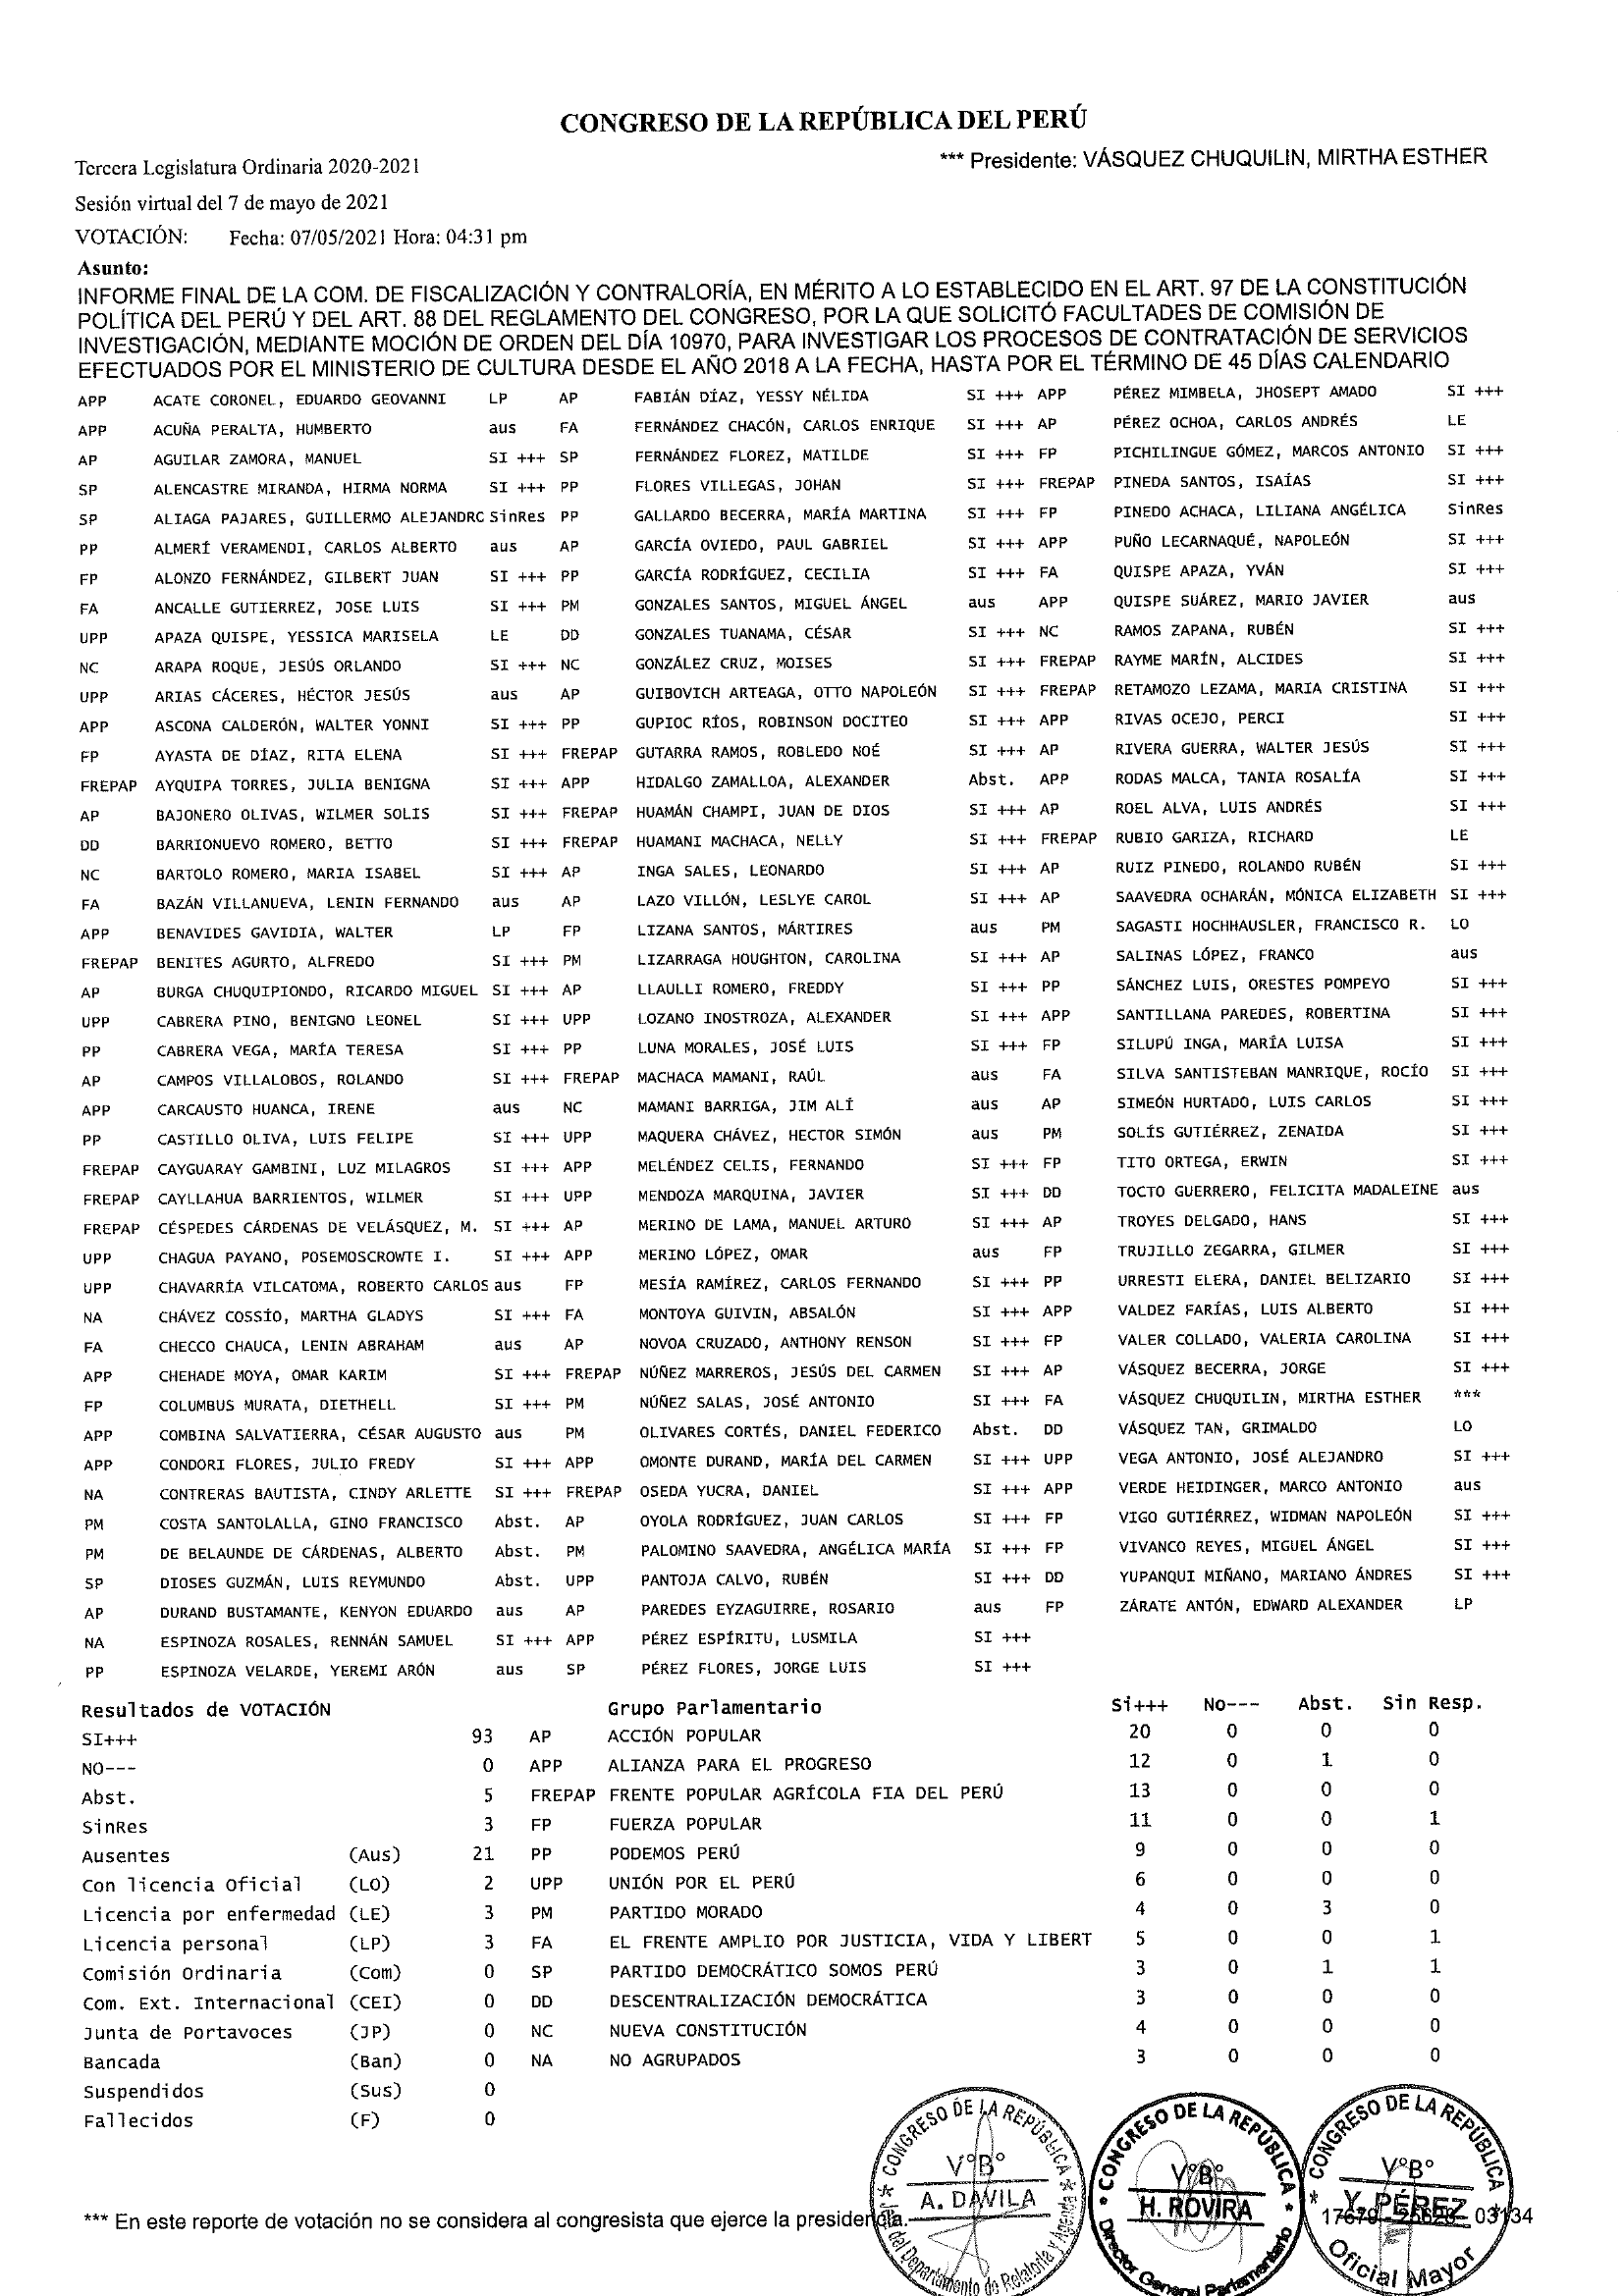 CONGRESO DE LA REPÚBLICA DEL PERÚ
Tercera Legislatura Ordinaria 2020-2021
*** Presidente: VÁSQUEZ CHUQUILIN, MIRTHA ESTHER
Sesión virtual del 7 de mayo de 2021
VOTACIÓN: Fecha: 07/05/2021 Hora: 04:31 pm
Asunto:
INFORME FINAL DE LA COM. DE FISCALIZACIÓN Y CONTRALORÍA, EN MÉRITO A LO ESTABLECIDO EN EL ART. 97 DE LA CONSTITUCIÓN
POLÍTICA DEL PERÚ Y DEL ART. 88 DEL REGLAMENTO DEL CONGRESO, POR LA QUE SOLICITÓ FACULTADES DE COMISIÓN DE
INVESTIGACIÓN, MEDIANTE MOCIÓN DE ORDEN DEL DÍA 10970, PARA INVESTIGAR LOS PROCESOS DE CONTRATACIÓN DE SERVICIOS
EFECTUADOS POR EL MINISTERIO DE CULTURA DESDE EL AÑO 2018 A LA FECHA, HASTA POR EL TÉRMINO DE 45 DÍAS CALENDARIO
APP ACATE CORONEL, EDUARDO GEOVANNI LP AP FABIÁN DÍAZ, YESSY NÉLIDA SI +++ APP PÉREZ MIMBELA, JHOSEPT AMADO SI +++
APP ACUÑA PERALTA, HUMBERTO aus FA FERNÁNDEZ CHACÓN, CARLOS ENRIQUE SI +++ AP PÉREZ OCHOA, CARLOS ANDRÉS LE
AP AGUILAR ZAMORA, MANUEL SI +++ SP FERNÁNDEZ FLOREZ, MATILDE SI +++ FP PICHILINGUE GÓMEZ, MARCOS ANTONIO SI +++
SP ALENCASTRE MIRANDA, HIRMA NORMA SI +++ PP FLORES VILLEGAS, JOHAN SI +++ FREPAP PINEDA SANTOS, ISAÍAS SI +++
SP ALIAGA PAJARES, GUILLERMO ALEJANDRO SinRes PP GALLARDO BECERRA, MARÍA MARTINA SI +++ FP PINEDO ACHACA, LILIANA ANGÉLICA SinRes
PP ALMERÍ VERAMENDI, CARLOS ALBERTO aus AP GARCÍA OVIEDO, PAUL GABRIEL SI +++ APP PUÑO LECARNAQUÉ, NAPOLEÓN SI +++
FP ALONZO FERNÁNDEZ, GILBERT JUAN SI +++ PP GARCÍA RODRÍGUEZ, CECILIA SI +++ FA QUISPE APAZA, YVÁN SI +++
FA ANCALLE GUTIERREZ, JOSE LUIS SI +++ PM GONZALES SANTOS, MIGUEL ÁNGEL aus APP QUISPE SUÁREZ, MARIO JAVIER aus
UPP APAZA QUISPE, YESSICA MARISELA LE DD GONZALES TUANAMA, CÉSAR SI +++ NC RAMOS ZAPANA, RUBÉN SI +++
NC ARAPA ROQUE, JESÚS ORLANDO SI +++ NC GONZÁLEZ CRUZ, MOISES SI +++ FREPAP RAYME MARÍN, ALCIDES SI +++
UPP ARIAS CÁCERES, HÉCTOR JESÚS aus AP GUIBOVICH ARTEAGA, OTTO NAPOLEÓN SI +++ FREPAP RETAMOZO LEZAMA, MARIA CRISTINA SI +++
APP ASCONA CALDERÓN, WALTER YONNI SI +++ PP GUPIOC RÍOS, ROBINSON DOCITEO SI +++ APP RIVAS OCEJO, PERCI SI +++
FP AYASTA DE DÍAZ, RITA ELENA SI +++ FREPAP GUTARRA RAMOS, ROBLEDO NOÉ SI +++ AP RIVERA GUERRA, WALTER JESÚS SI +++
FREPAP AYQUIPA TORRES, JULIA BENIGNA SI +++ APP HIDALGO ZAMALLOA, ALEXANDER Abst. APP RODAS MALCA, TANIA ROSALÍA SI +++
AP BAJONERO OLIVAS, WILMER SOLIS SI +++ FREPAP HUAMÁN CHAMPI, JUAN DE DIOS SI +++ AP ROEL ALVA, LUIS ANDRÉS SI +++
DD BARRIONUEVO ROMERO, BETTO SI +++ FREPAP HUAMANI MACHACA, NELLY SI +++ FREPAP RUBIO GARIZA, RICHARD LE
NC BARTOLO ROMERO, MARIA ISABEL SI +++ AP INGA SALES, LEONARDO SI +++ AP RUIZ PINEDO, ROLANDO RUBÉN SI +++
FA BAZÁN VILLANUEVA, LENIN FERNANDO aus AP LAZO VILLÓN, LESLYE CAROL SI +++ AP SAAVEDRA OCHARÁN, MÓNICA ELIZABETH SI +++
APP BENAVIDES GAVIDIA, WALTER LP FP LIZANA SANTOS, MÁRTIRES aus PM SAGASTI HOCHHAUSLER, FRANCISCO R. LO
FREPAP BENITES AGURTO, ALFREDO SI +++ PM LIZARRAGA HOUGHTON, CAROLINA SI +++ AP SALINAS LÓPEZ, FRANCO aus
AP BURGA CHUQUIPIONDO, RICARDO MIGUEL SI +++ AP LLAULLI ROMERO, FREDDY SI +++ PP SÁNCHEZ LUIS, ORESTES POMPEYO SI +++
UPP CABRERA PINO, BENIGNO LEONEL SI +++ UPP LOZANO INOSTROZA, ALEXANDER SI +++ APP SANTILLANA PAREDES, ROBERTINA SI +++
PP CABRERA VEGA, MARÍA TERESA SI +++ PP LUNA MORALES, JOSÉ LUIS SI +++ FP SILUPÚ INGA, MARÍA LUISA SI +++
AP CAMPOS VILLALOBOS, ROLANDO SI +++ FREPAP MACHACA MAMANI, RAÚL aus FA SILVA SANTISTEBAN MANRIQUE, ROCÍO SI +++
APP CARCAUSTO HUANCA, IRENE aus NC MAMANI BARRIGA, JIM ALÍ aus AP SIMEÓN HURTADO, LUIS CARLOS SI +++
PP CASTILLO OLIVA, LUIS FELIPE SI +++ UPP MAQUERA CHÁVEZ, HECTOR SIMÓN aus PM SOLÍS GUTIÉRREZ, ZENAIDA SI +++
FREPAP CAYGUARAY GAMBINI, LUZ MILAGROS SI +++ APP MELÉNDEZ CELIS, FERNANDO SI +++ FP TITO ORTEGA, ERWIN SI +++
FREPAP CAYLLAHUA BARRIENTOS, WILMER SI +++ UPP MENDOZA MARQUINA, JAVIER SI +++ DD TOCTO GUERRERO, FELICITA MADALEINE aus
FREPAP CÉSPEDES CÁRDENAS DE VELÁSQUEZ, M. SI +++ AP MERINO DE LAMA, MANUEL ARTURO SI +++ AP TROYES DELGADO, HANS SI +++
UPP CHAGUA PAYANO, POSEMOSCROWTE I. SI +++ APP MERINO LÓPEZ, OMAR aus FP TRUJILLO ZEGARRA, GILMER SI +++
UPP CHAVARRÍA VILCATOMA, ROBERTO CARLOS aus FP MESÍA RAMÍREZ, CARLOS FERNANDO SI +++ PP URRESTI ELERA, DANIEL BELIZARIO SI +++
NA CHÁVEZ COSSÍO, MARTHA GLADYS SI +++ FA MONTOYA GUIVIN, ABSALÓN SI +++ APP VALDEZ FARÍAS, LUIS ALBERTO SI +++
FA CHECCO CHAUCA, LENIN ABRAHAM aus AP NOVOA CRUZADO, ANTHONY RENSON SI +++ FP VALER COLLADO, VALERIA CAROLINA SI +++
APP CHEHADE MOYA, OMAR KARIM SI +++ FREPAP NÚÑEZ MARREROS, JESÚS DEL CARMEN SI +++ AP VÁSQUEZ BECERRA, JORGE SI +++
FP COLUMBUS MURATA, DIETHELL SI +++ PM NÚÑEZ SALAS, JOSÉ ANTONIO SI +++ FA VÁSQUEZ CHUQUILIN, MIRTHA ESTHER ***
APP COMBINA SALVATIERRA, CÉSAR AUGUSTO aus PM OLIVARES CORTÉS, DANIEL FEDERICO Abst. DD VÁSQUEZ TAN, GRIMALDO LO
APP CONDORI FLORES, JULIO FREDY SI +++ APP OMONTE DURAND, MARÍA DEL CARMEN SI +++ UPP VEGA ANTONIO, JOSÉ ALEJANDRO SI +++
NA CONTRERAS BAUTISTA, CINDY ARLETTE SI +++ FREPAP OSEDA YUCRA, DANIEL SI +++ APP VERDE HEIDINGER, MARCO ANTONIO aus
PM COSTA SANTOLALLA, GINO FRANCISCO Abst. AP OYOLA RODRÍGUEZ, JUAN CARLOS SI +++ FP VIGO GUTIÉRREZ, WIDMAN NAPOLEÓN SI +++
PM DE BELAUNDE DE CÁRDENAS, ALBERTO Abst. PM PALOMINO SAAVEDRA, ANGÉLICA MARÍA SI +++ FP VIVANCO REYES, MIGUEL ÁNGEL SI +++
SP DIOSES GUZMÁN, LUIS REYMUNDO Abst. UPP PANTOJA CALVO, RUBÉN SI +++ DD YUPANQUI MIÑANO, MARIANO ÁNDRES SI +++
AP DURAND BUSTAMANTE, KENYON EDUARDO aus AP PAREDES EYZAGUIRRE, ROSARIO aus FP ZÁRATE ANTÓN, EDWARD ALEXANDER LP
NA ESPINOZA ROSALES, RENNÁN SAMUEL SI +++ APP PÉREZ ESPÍRITU, LUSMILA SI +++
PP ESPINOZA VELARDE, YEREMI ARÓN aus SP PÉREZ FLORES, JORGE LUIS SI +++
Resultados de VOTACIÓN Grupo Parlamentario Si+++ No--- Abst. Sin Resp.
SI+++ 93 AP ACCIÓN POPULAR 20 0 0 0
NO--- 0 APP ALIANZA PARA EL PROGRESO 12 0 1 0
Abst. 5 FREPAP FRENTE POPULAR AGRÍCOLA FIA DEL PERÚ 13 0 0 0
SinRes 3 FP FUERZA POPULAR 11 0 0 1
Ausentes (Aus) 21 PP PODEMOS PERÚ 9 0 0 0
Con licencia Oficial (LO) 2 UPP UNIÓN POR EL PERÚ 6 0 0 0
Licencia por enfermedad (LE) 3 PM PARTIDO MORADO 4 0 3 0
Licencia personal (LP) 3 FA EL FRENTE AMPLIO POR JUSTICIA, VIDA Y LIBERT 5 0 0 1
Comisión Ordinaria (Com) 0 SP PARTIDO DEMOCRÁTICO SOMOS PERÚ 3 0 1 1
Com. Ext. Internacional (CEI) 0 DD DESCENTRALIZACIÓN DEMOCRÁTICA 3 0 0 0
Junta de Portavoces (JP) 0 NC NUEVA CONSTITUCIÓN 4 0 0 0
Bancada (Ban) 0 NA NO AGRUPADOS 3 0 0 0
Suspendidos (Sus) 0
Fallecidos (F) 0
CONGRESO DE LA REPÚBLICA
V°B°
A. DAVILA
Jefe del Departamento de Relatoría y Agenda
CONGRESO DE LA REPÚBLICA
V°B°
H. ROVIRA
Director General Parlamentario
CONGRESO DE LA REPÚBLICA
V°B°
Y. PÉREZ
Oficial Mayor
*** En este reporte de votación no se considera al congresista que ejerce la presidencia.
17679 03134